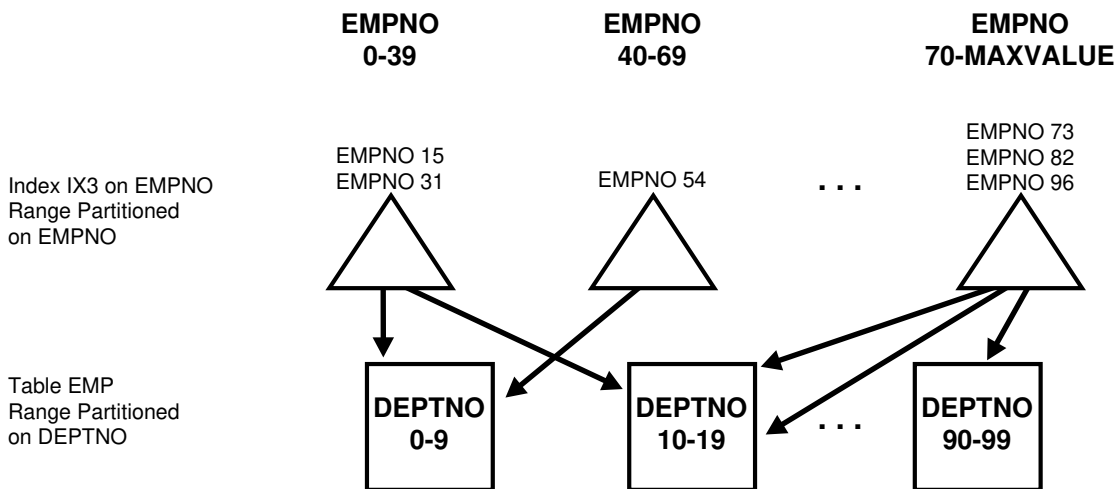 EMPNO
0-39
EMPNO
40-69
EMPNO
70-MAXVALUE
Index IX3 on EMPNO
Range Partitioned
on EMPNO
EMPNO 15
EMPNO 31
EMPNO 54
. . .
EMPNO 73
EMPNO 82
EMPNO 96
Table EMP
Range Partitioned
on DEPTNO
DEPTNO
0-9
DEPTNO
10-19
. . .
DEPTNO
90-99